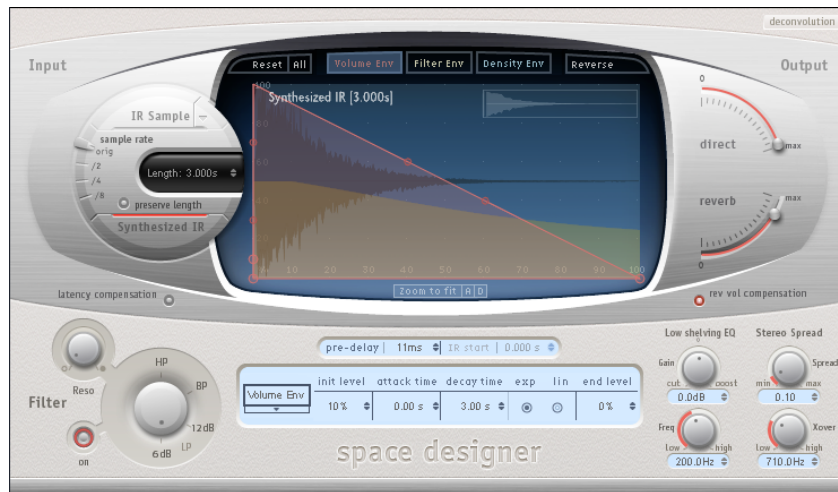 deconvolution
Input
Output
Reset All Volume Env Filter Env Density Env Reverse
Synthesized IR [3.000s]
IR Sample
sample rate
orig
/2
/4
/8
Length: 3.000s
preserve length
Synthesized IR
100
80
60
40
10 20 30 40 50 60 70 80 90 100
Zoom to fit A D
0
direct
max
reverb
max
0
latency compensation
rev vol compensation
pre-delay 11ms IR start 0.000 s
Filter
Reso
on
HP
BP
12dB
LP
6dB
Volume Env
init level attack time decay time exp lin end level
10% 0.00 s 3.00 s 0%
space designer
Low shelving EQ
Gain
cut boost
0.0dB
Freq
low high
200.0Hz
Stereo Spread
Spread
min max
0.10
Xover
low high
710.0Hz